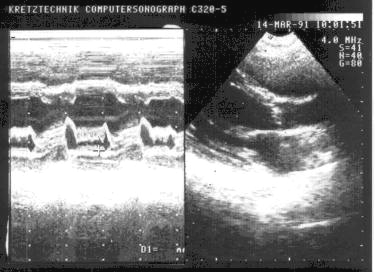 KRETZTECHNIK COMPUTERSONOGRAPH C320-5
14-MAR-91 10:01:51
4.0 MHz
S=41
H=40
G=80
D1=